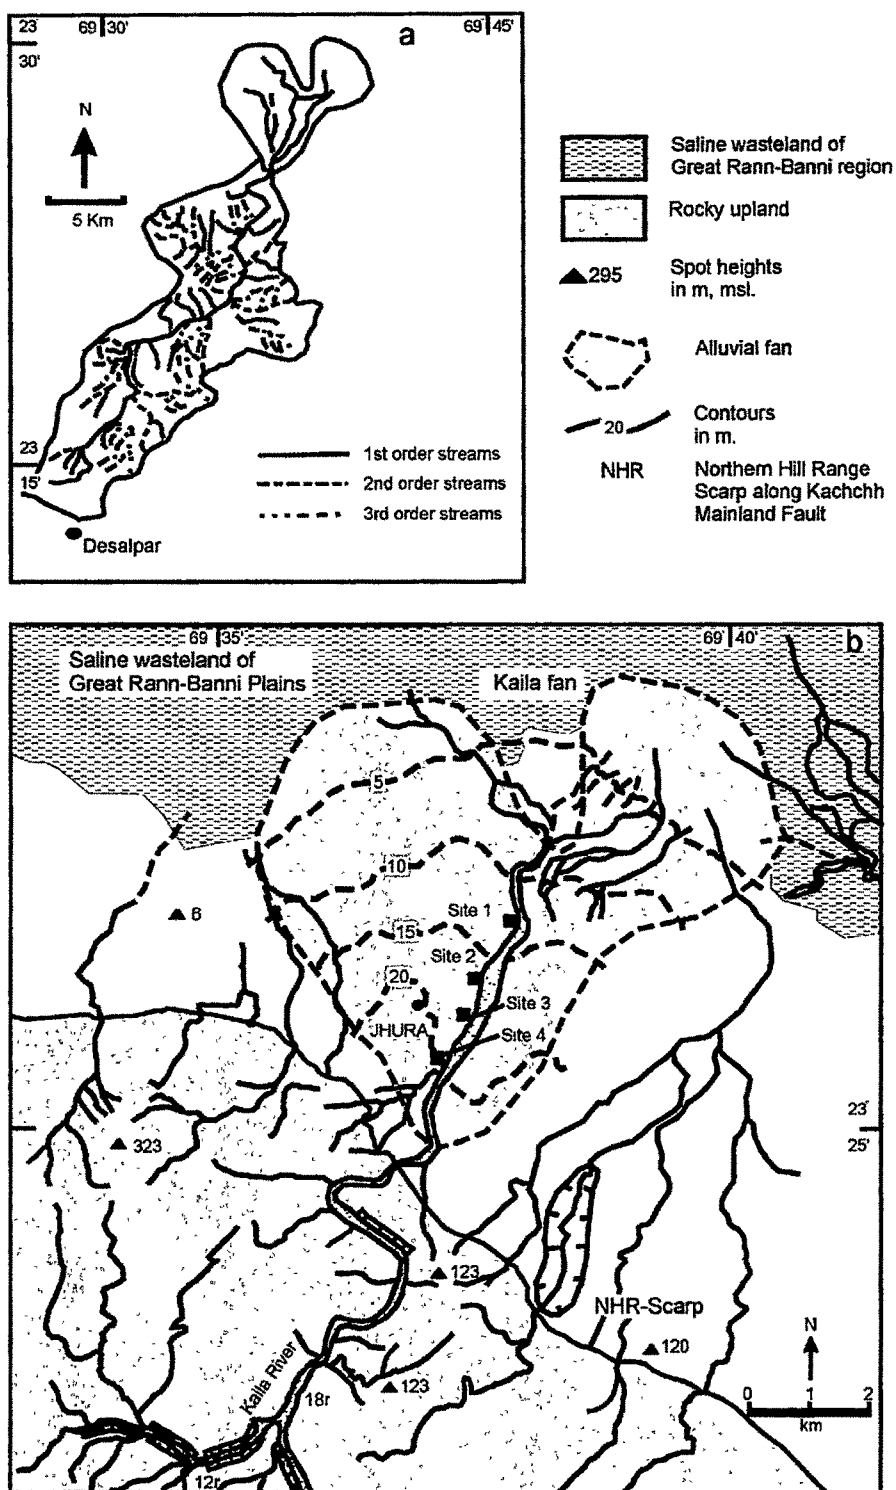 23
69 30'
69 45'
a
30'
N
5 Km
23
15'
1st order streams
2nd order streams
3rd order streams
Desalpar
Saline wasteland of
Great Rann-Banni region
Rocky upland
295
Spot heights
in m, msl.
Alluvial fan
20
Contours
in m.
NHR
Northern Hill Range
Scarp along Kachchh
Mainland Fault
69 35'
69 40'
b
Saline wasteland of
Great Rann-Banni Plains
Kaila fan
5
10
8
Site 1
15
Site 2
20
Site 3
JHURA
Site 4
23
25'
323
123
NHR-Scarp
N
120
Kaila River
123
18r
0 1 2
km
12r